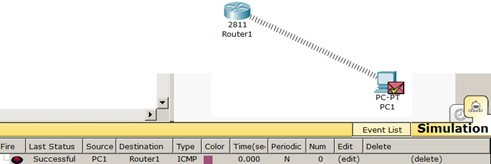 2811
Router1
PC-PT
PC1
Event List
Simulation
Fire Last Status Source Destination Type Color Time(sec Periodic Num Edit Delete
Successful PC1 Router1 ICMP 0.000 N 0 (edit) (delete)